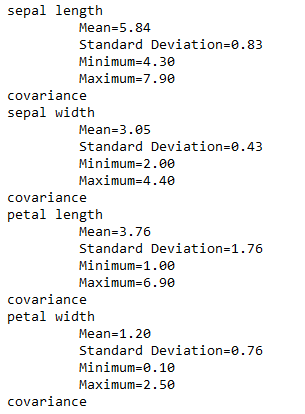 sepal length
Mean=5.84
Standard Deviation=0.83
Minimum=4.30
Maximum=7.90
covariance
sepal width
Mean=3.05
Standard Deviation=0.43
Minimum=2.00
Maximum=4.40
covariance
petal length
Mean=3.76
Standard Deviation=1.76
Minimum=1.00
Maximum=6.90
covariance
petal width
Mean=1.20
Standard Deviation=0.76
Minimum=0.10
Maximum=2.50
covariance